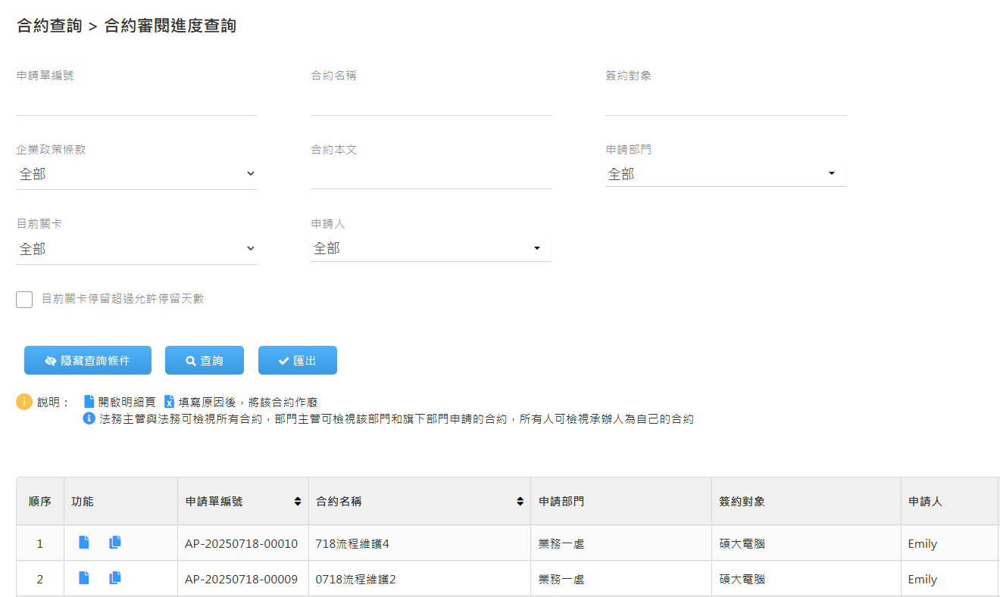 合約查詢 > 合約審閱進度查詢
申請單編號 合約名稱 簽約對象
企業政策條款 合約本文 申請部門
全部 全部
目前關卡 申請人
全部 全部
目前關卡停留超過允許停留天數
隱藏查詢條件 查詢 匯出
說明： 開啟明細頁 填寫原因後，將該合約作廢
法務主管與法務可檢視所有合約，部門主管可檢視該部門和旗下部門申請的合約，所有人可檢視承辦人為自己的合約
順序 功能 申請單編號 合約名稱 申請部門 簽約對象 申請人
1 AP-20250718-00010 718流程維護4 業務一處 碩大電腦 Emily
2 AP-20250718-00009 0718流程維護2 業務一處 碩大電腦 Emily